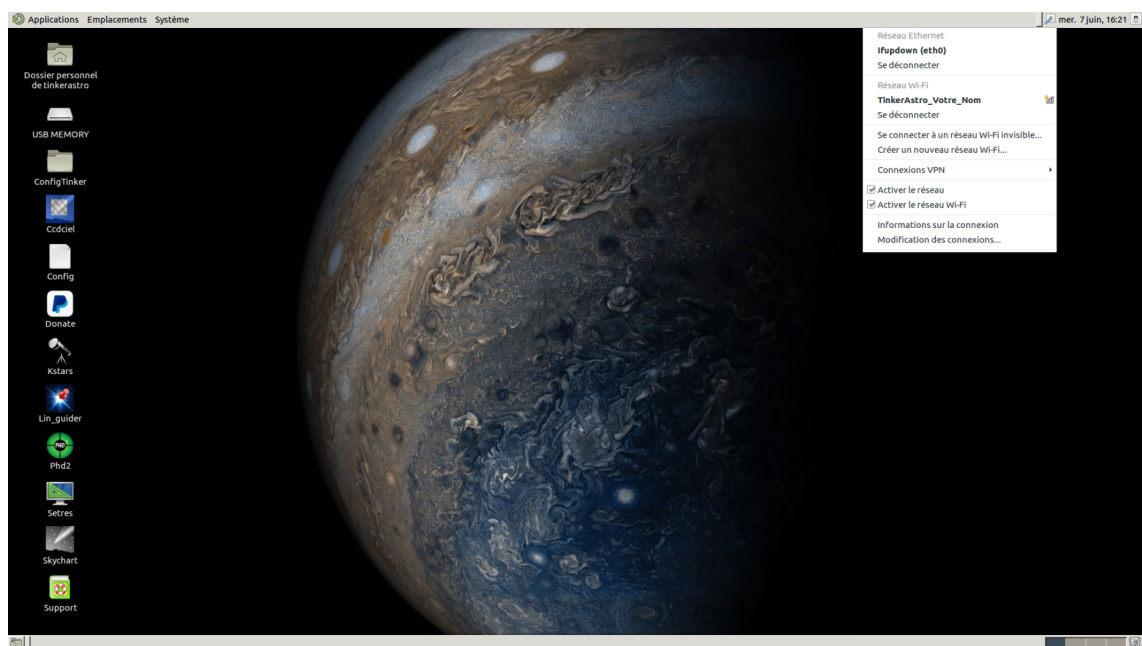 Applications Emplacements Système
mer. 7 juin, 16:21
Dossier personnel
de tinkerastro
USB MEMORY
ConfigTinker
Ccdciel
Config
Donate
Kstars
Lin_guider
PHD
Phd2
Setres
Skychart
Support
Réseau Ethernet
Ifupdown (eth0)
Se déconnecter
Réseau Wi-Fi
TinkerAstro_Votre_Nom
Se déconnecter
Se connecter à un réseau Wi-Fi invisible...
Créer un nouveau réseau Wi-Fi...
Connexions VPN
Activer le réseau
Activer le réseau Wi-Fi
Informations sur la connexion
Modification des connexions...